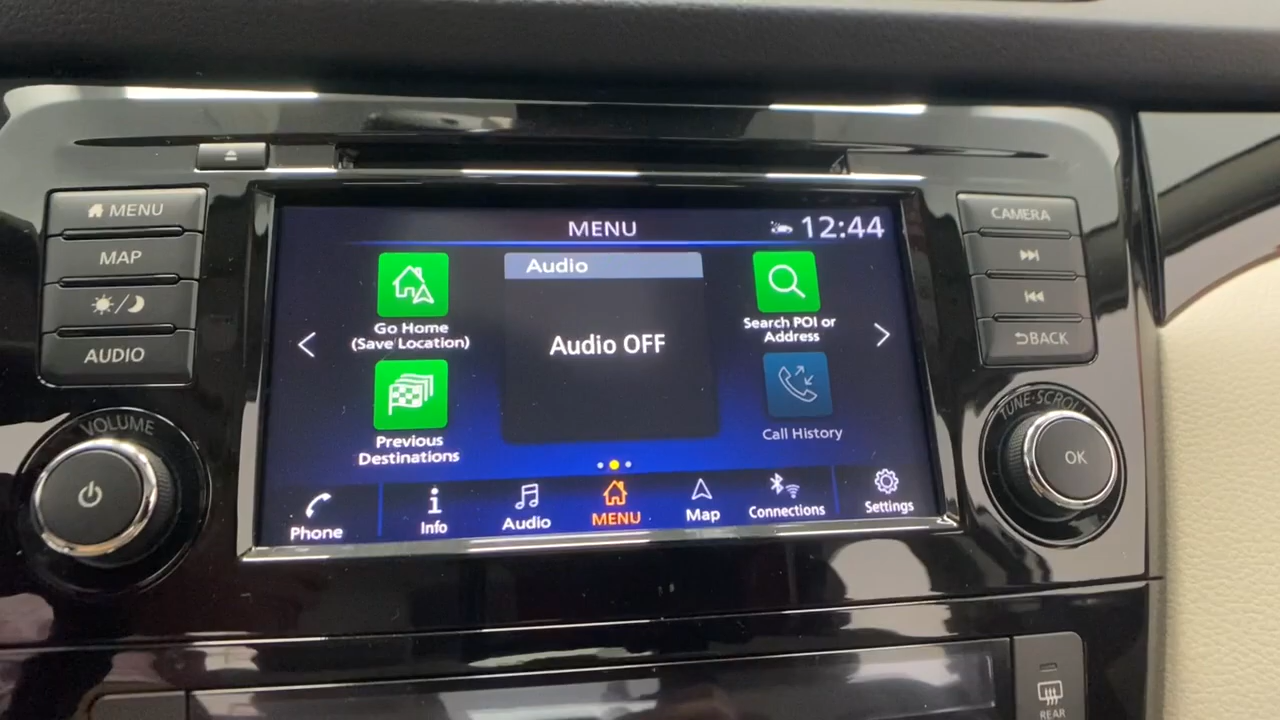 MENU
MAP
AUDIO
VOLUME
MENU
12:44
Audio
Audio OFF
Go Home
(Save Location)
Previous
Destinations
Search POI or
Address
Call History
Phone
Info
Audio
MENU
Map
Connections
Settings
CAMERA
BACK
TUNE·SCROLL
OK
REAR